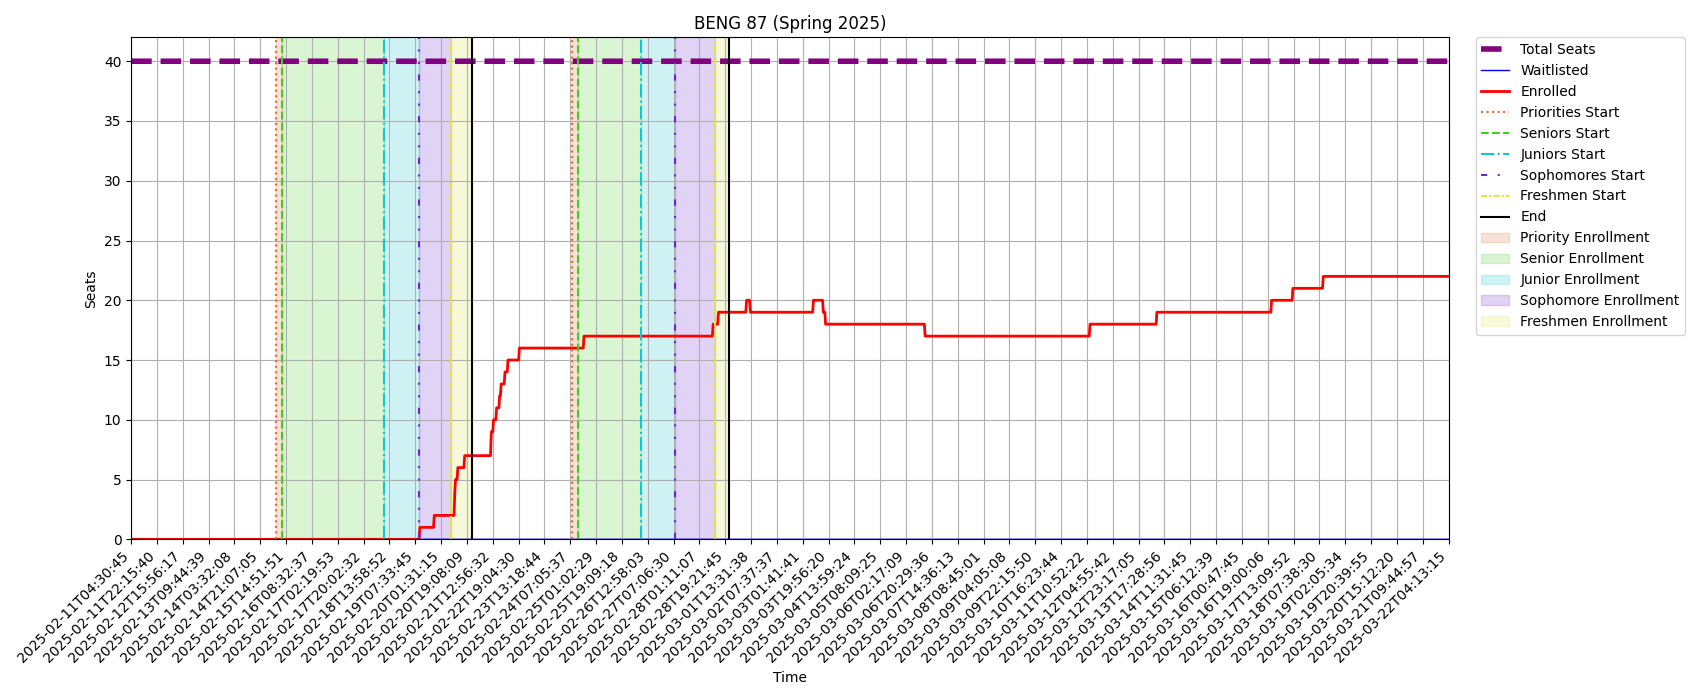 BENG 87 (Spring 2025)
40
35
30
25
20
15
10
5
0
Seats
2025-02-11T04:30:45
2025-02-11T22:15:40
2025-02-12T15:56:17
2025-02-13T09:44:39
2025-02-14T03:32:08
2025-02-14T21:07:05
2025-02-15T14:51:51
2025-02-16T08:32:37
2025-02-17T02:19:53
2025-02-17T20:02:32
2025-02-18T13:58:52
2025-02-19T07:33:45
2025-02-20T01:31:15
2025-02-20T19:08:09
2025-02-21T12:56:32
2025-02-22T19:04:30
2025-02-23T13:18:44
2025-02-24T07:05:37
2025-02-25T01:02:29
2025-02-25T19:09:18
2025-02-26T12:58:03
2025-02-27T07:06:30
2025-02-28T01:11:07
2025-02-28T19:21:45
2025-03-01T13:31:38
2025-03-02T07:37:37
2025-03-03T01:41:41
2025-03-03T19:56:20
2025-03-04T13:59:24
2025-03-05T08:09:25
2025-03-06T02:17:09
2025-03-06T20:29:36
2025-03-07T14:36:13
2025-03-08T08:45:01
2025-03-09T04:05:08
2025-03-09T22:15:50
2025-03-10T16:23:44
2025-03-11T10:52:22
2025-03-12T04:55:42
2025-03-12T23:17:05
2025-03-13T17:28:56
2025-03-14T11:31:45
2025-03-15T06:12:39
2025-03-16T00:47:45
2025-03-16T19:00:06
2025-03-17T13:09:52
2025-03-18T07:38:30
2025-03-19T02:05:34
2025-03-19T20:39:55
2025-03-20T15:12:20
2025-03-21T09:44:57
2025-03-22T04:13:15
Time
Total Seats
Waitlisted
Enrolled
Priorities Start
Seniors Start
Juniors Start
Sophomores Start
Freshmen Start
End
Priority Enrollment
Senior Enrollment
Junior Enrollment
Sophomore Enrollment
Freshmen Enrollment